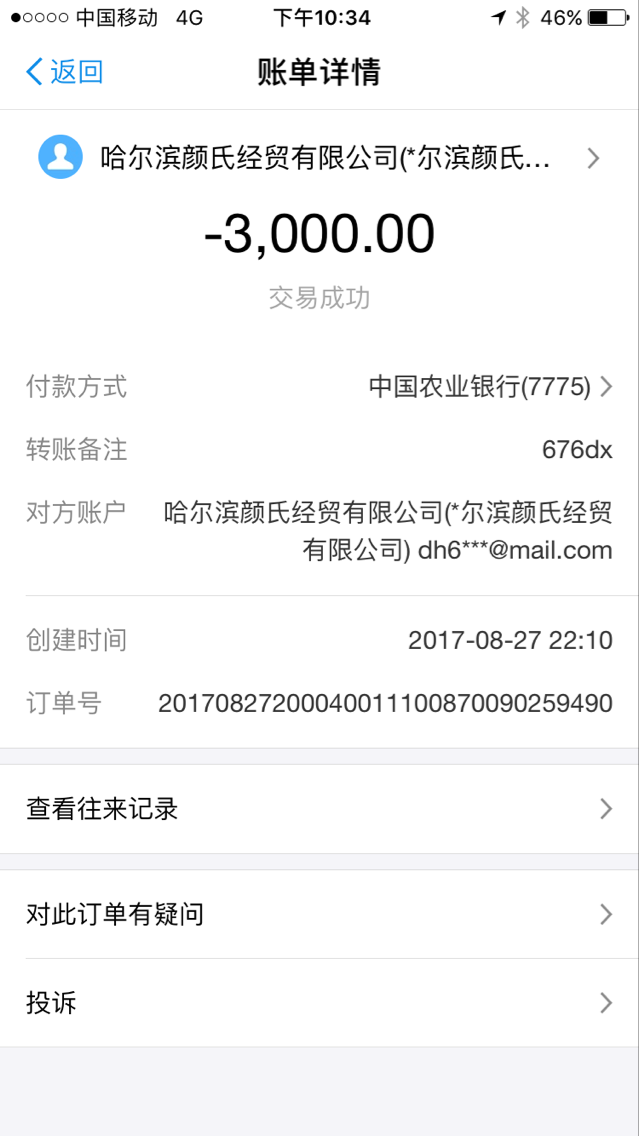 中国移动 4G 下午10:34 46%
返回 账单详情
哈尔滨颜氏经贸有限公司(*尔滨颜氏...
-3,000.00
交易成功
付款方式 中国农业银行(7775)
转账备注 676dx
对方账户 哈尔滨颜氏经贸有限公司(*尔滨颜氏经贸
有限公司) dh6***@mail.com
创建时间 2017-08-27 22:10
订单号 20170827200040011100870090259490
查看往来记录
对此订单有疑问
投诉